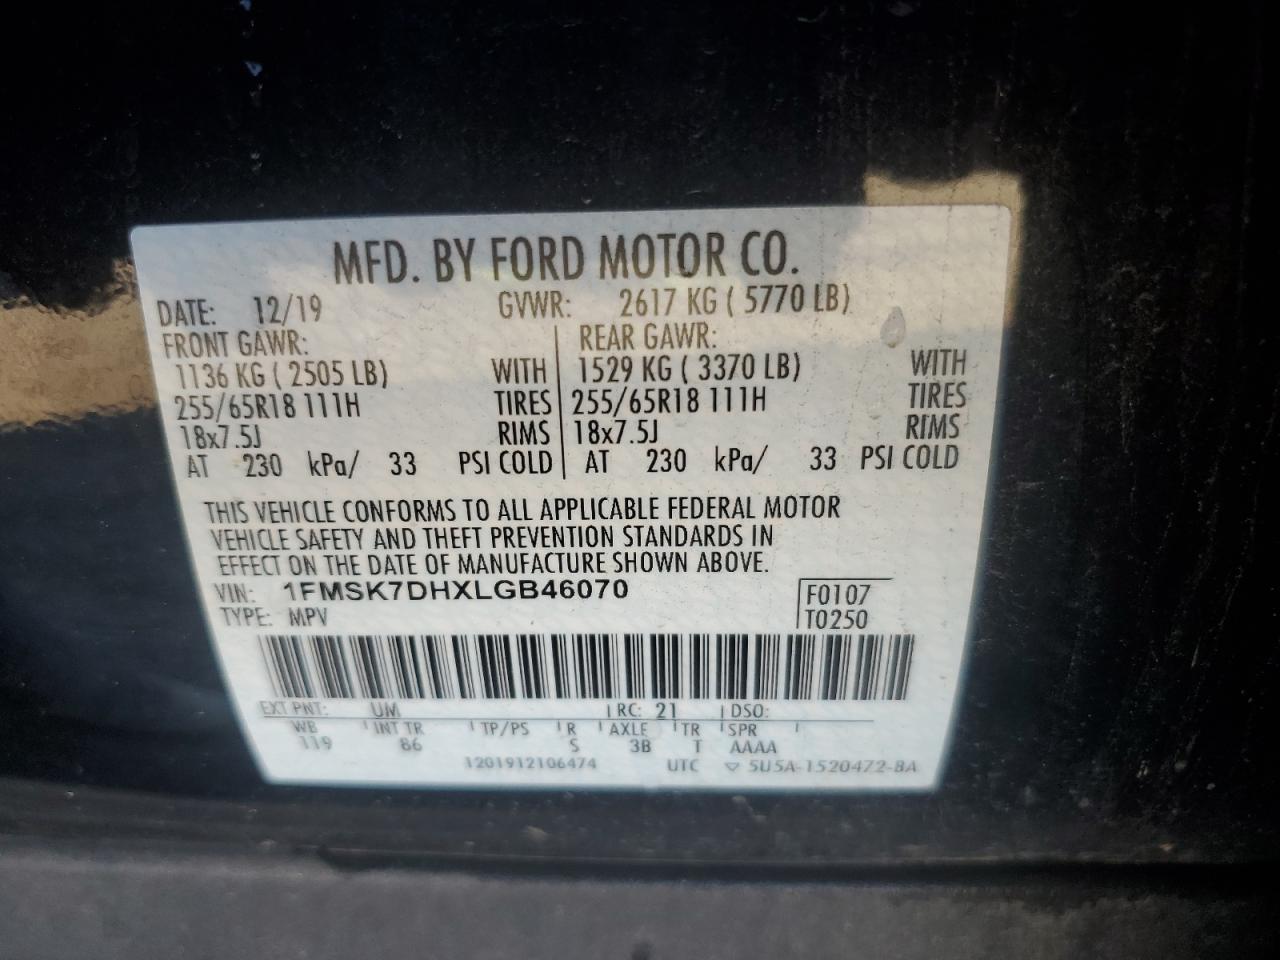 MFD. BY FORD MOTOR CO.
DATE: 12/19 GVWR: 2617 KG ( 5770 LB)
FRONT GAWR: REAR GAWR:
1136 KG ( 2505 LB) WITH 1529 KG ( 3370 LB) WITH
255/65R18 111H TIRES 255/65R18 111H TIRES
18x7.5J RIMS 18x7.5J RIMS
AT 230 kPa/ 33 PSI COLD AT 230 kPa/ 33 PSI COLD
THIS VEHICLE CONFORMS TO ALL APPLICABLE FEDERAL MOTOR
VEHICLE SAFETY AND THEFT PREVENTION STANDARDS IN
EFFECT ON THE DATE OF MANUFACTURE SHOWN ABOVE.
VIN: 1FMSK7DHXLGB46070 F0107
TYPE: MPV T0250
EXT PNT: UM RC: 21 DSO:
WB INT TR TP/PS R AXLE TR SPR
119 86 S 3B T AAAA
1201912106474 UTC ▽ 5U5A-1520472-BA